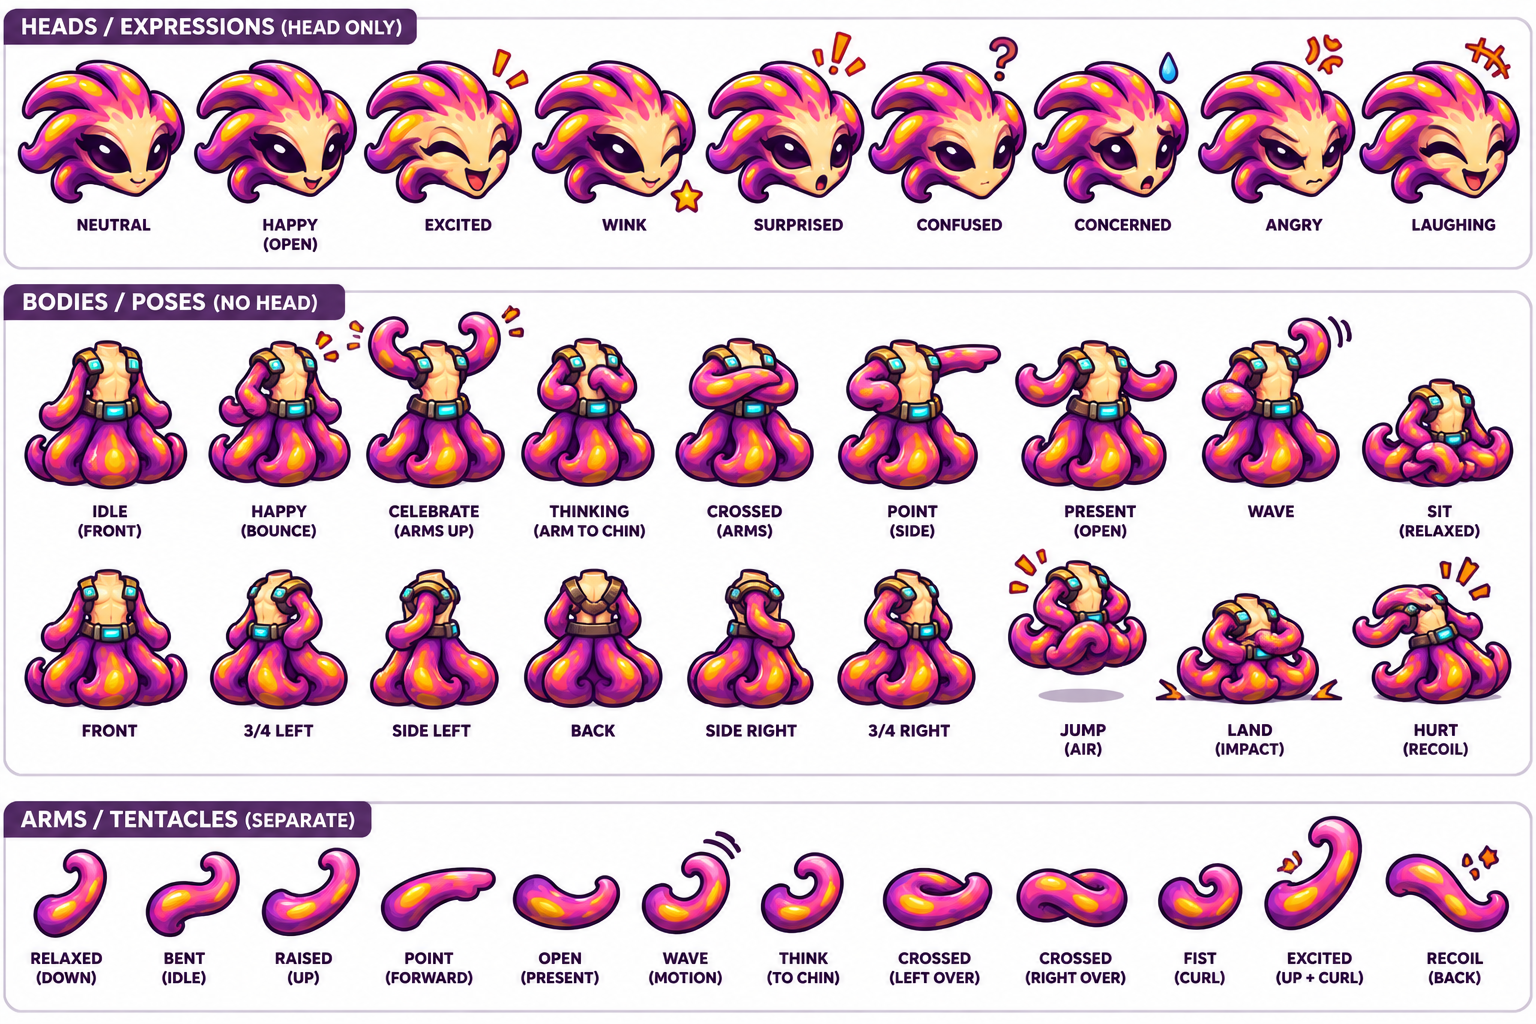 HEADS / EXPRESSIONS (HEAD ONLY)
?
NEUTRAL
HAPPY
(OPEN)
EXCITED
WINK
SURPRISED
CONFUSED
CONCERNED
ANGRY
LAUGHING
BODIES / POSES (NO HEAD)
IDLE
(FRONT)
HAPPY
(BOUNCE)
CELEBRATE
(ARMS UP)
THINKING
(ARM TO CHIN)
CROSSED
(ARMS)
POINT
(SIDE)
PRESENT
(OPEN)
WAVE
SIT
(RELAXED)
FRONT
3/4 LEFT
SIDE LEFT
BACK
SIDE RIGHT
3/4 RIGHT
JUMP
(AIR)
LAND
(IMPACT)
HURT
(RECOIL)
ARMS / TENTACLES (SEPARATE)
RELAXED
(DOWN)
BENT
(IDLE)
RAISED
(UP)
POINT
(FORWARD)
OPEN
(PRESENT)
WAVE
(MOTION)
THINK
(TO CHIN)
CROSSED
(LEFT OVER)
CROSSED
(RIGHT OVER)
FIST
(CURL)
EXCITED
(UP + CURL)
RECOIL
(BACK)